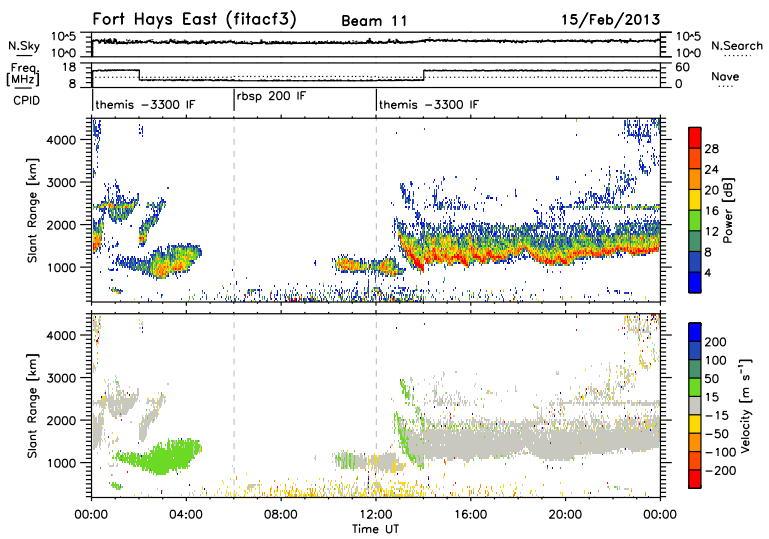 Fort Hays East (fitacf3) Beam 11 15/Feb/2013
N.Sky 10^5 10^0 10^5 10^0 N.Search
Freq. [MHz] 18 8 60 0 Nave
CPID themis -3300 IF rbsp 200 IF themis -3300 IF
Slant Range [km] 4000 3000 2000 1000
Power [dB] 28 24 20 16 12 8 4
Slant Range [km] 4000 3000 2000 1000
Velocity [m s^-1] 200 100 50 15 -15 -50 -100 -200
00:00 04:00 08:00 12:00 16:00 20:00 00:00
Time UT